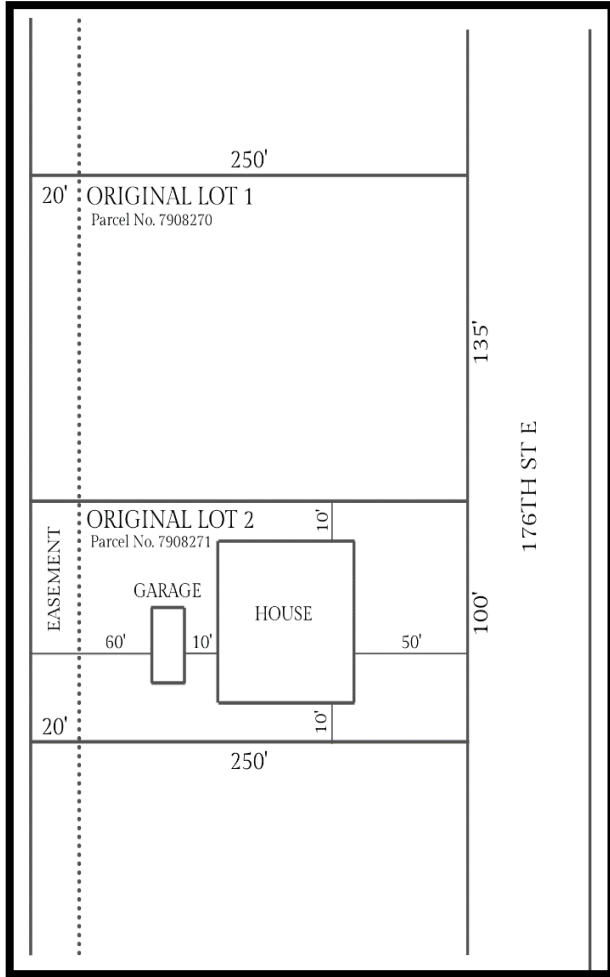 250'
20'
ORIGINAL LOT 1
Parcel No. 7908270
135'
176TH ST E
ORIGINAL LOT 2
Parcel No. 7908271
10'
EASEMENT
GARAGE
HOUSE
100'
60'
10'
50'
20'
10'
250'